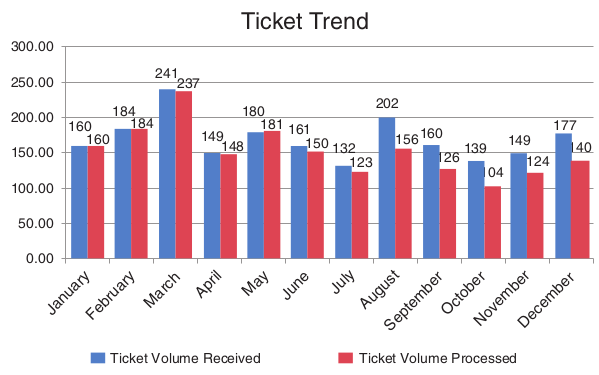 Ticket Trend
300.00
250.00
200.00
150.00
100.00
50.00
0.00
160 160 184 184 241 237 149 148 180 181 161 150 132 123 202 156 160 126 139 104 149 124 177 140
January February March April May June July August September October November December
Ticket Volume Received Ticket Volume Processed